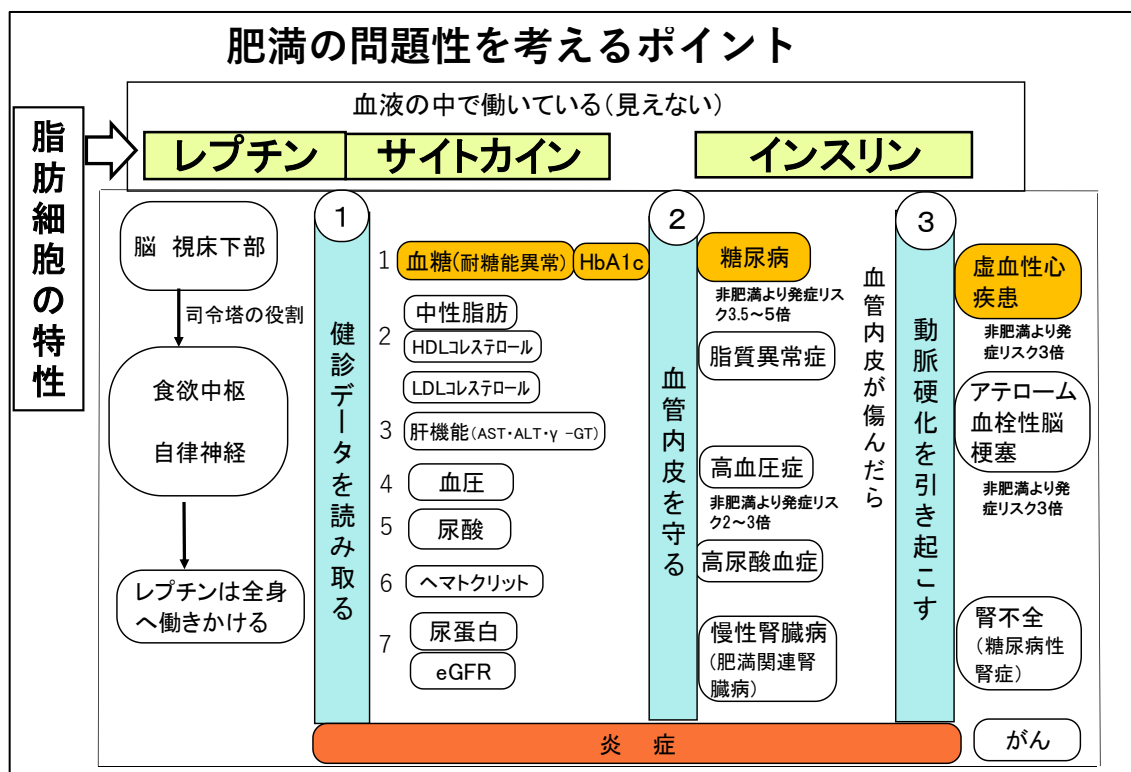 肥満の問題性を考えるポイント
脂肪細胞の特性
血液の中で働いている(見えない)
レプチン
サイトカイン
インスリン
脳 視床下部
司令塔の役割
食欲中枢
自律神経
レプチンは全身
へ働きかける
1
健診データを読み取る
1 血糖(耐糖能異常) HbA1c
2 中性脂肪
HDLコレステロール
LDLコレステロール
3 肝機能(AST・ALT・γ -GT)
4 血圧
5 尿酸
6 ヘマトクリット
7 尿蛋白
eGFR
2
血管内皮を守る
糖尿病
非肥満より発症リス
ク3.5~5倍
脂質異常症
高血圧症
非肥満より発症リス
ク2~3倍
高尿酸血症
慢性腎臓病
(肥満関連腎
臓病)
血管内皮が傷んだら
3
動脈硬化を引き起こす
虚血性心
疾患
非肥満より発
症リスク3倍
アテローム
血栓性脳
梗塞
非肥満より発
症リスク3倍
腎不全
(糖尿病性
腎症)
がん
炎 症